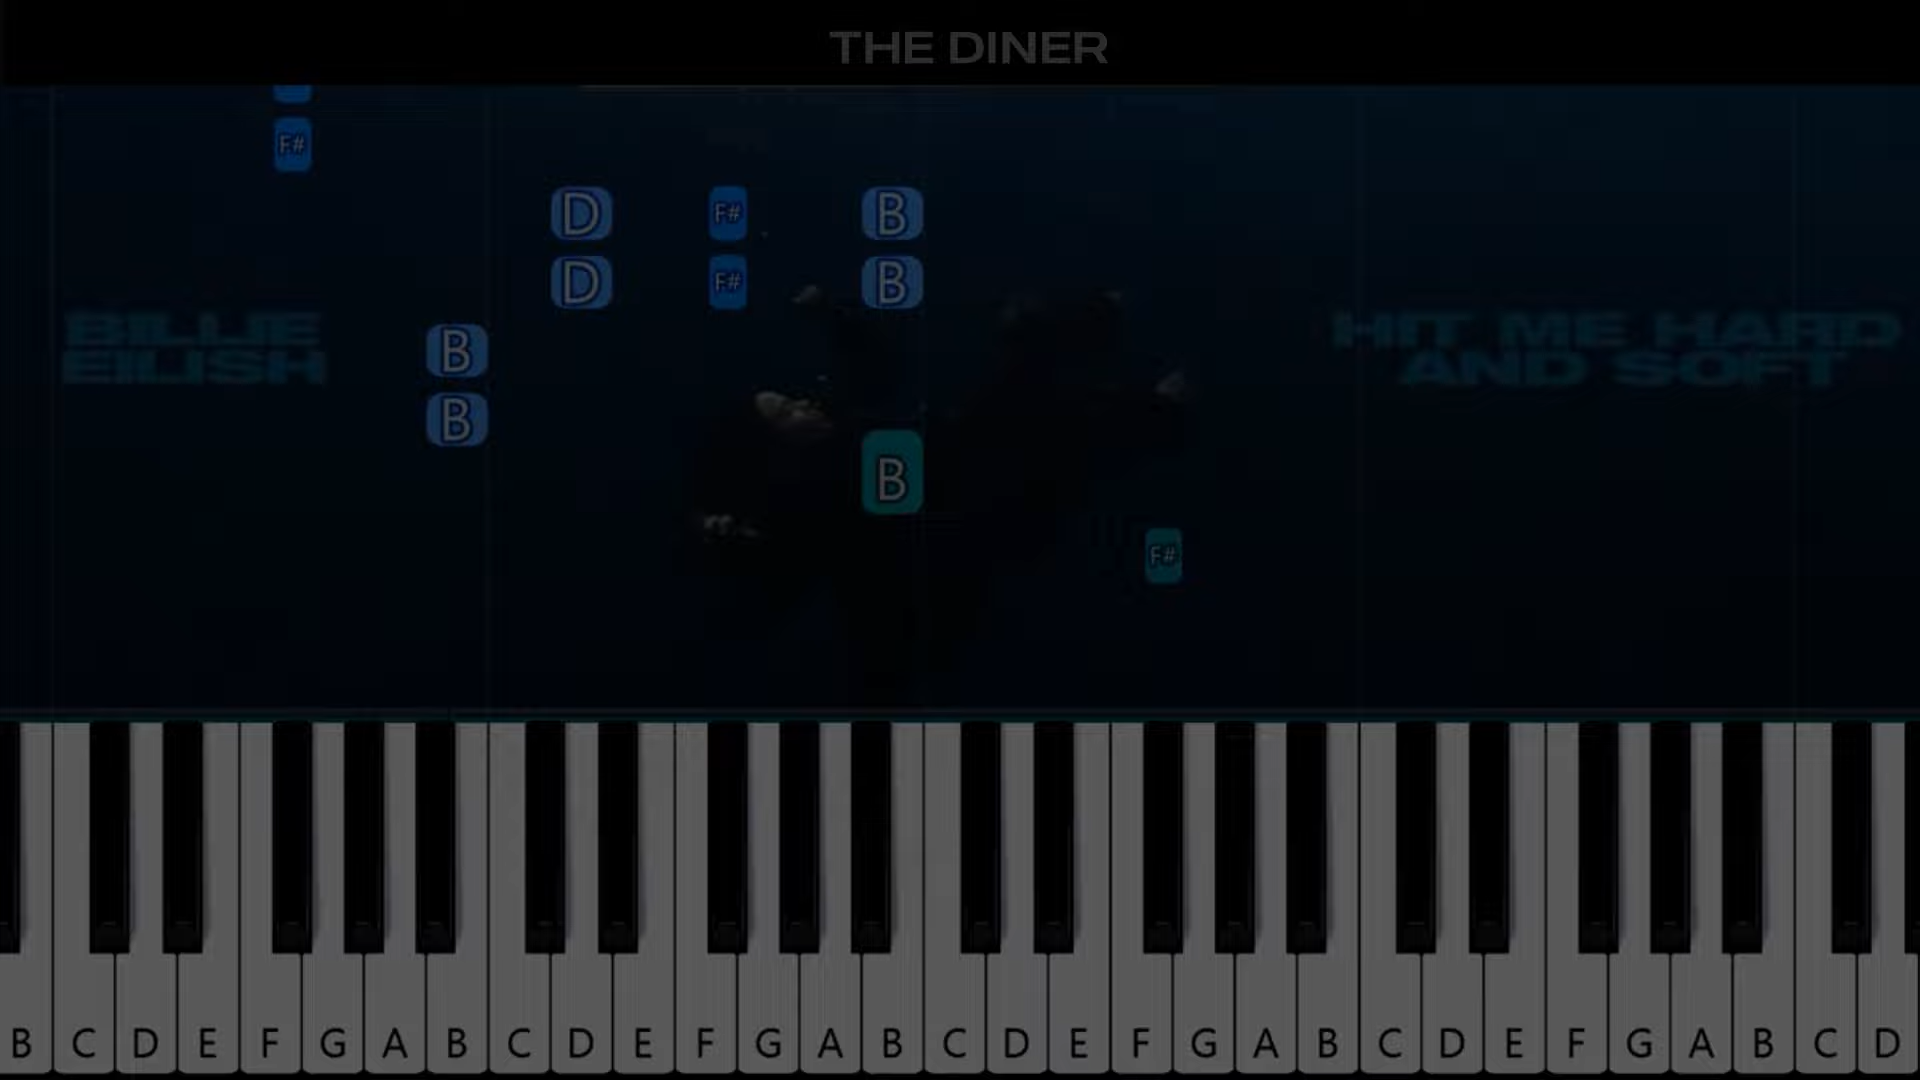 THE DINER
F#
D F# B
D F# B
BILLIE
EILISH
HIT ME HARD
AND SOFT
B
B
B
F#
B C D E F G A B C D E F G A B C D E F G A B C D E F G A B C D